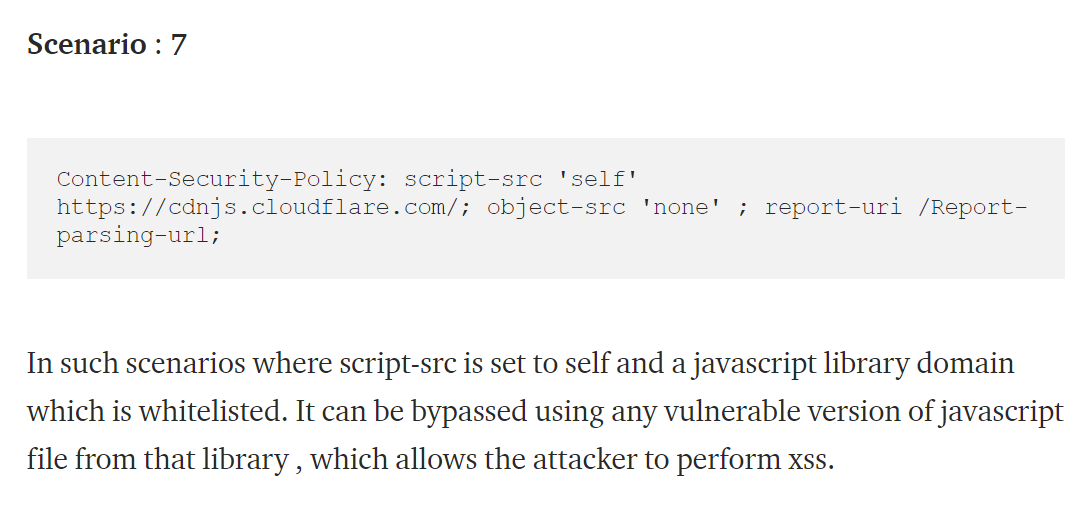 Scenario : 7
Content-Security-Policy: script-src 'self'
https://cdnjs.cloudflare.com/; object-src 'none' ; report-uri /Report-
parsing-url;
In such scenarios where script-src is set to self and a javascript library domain
which is whitelisted. It can be bypassed using any vulnerable version of javascript
file from that library , which allows the attacker to perform xss.